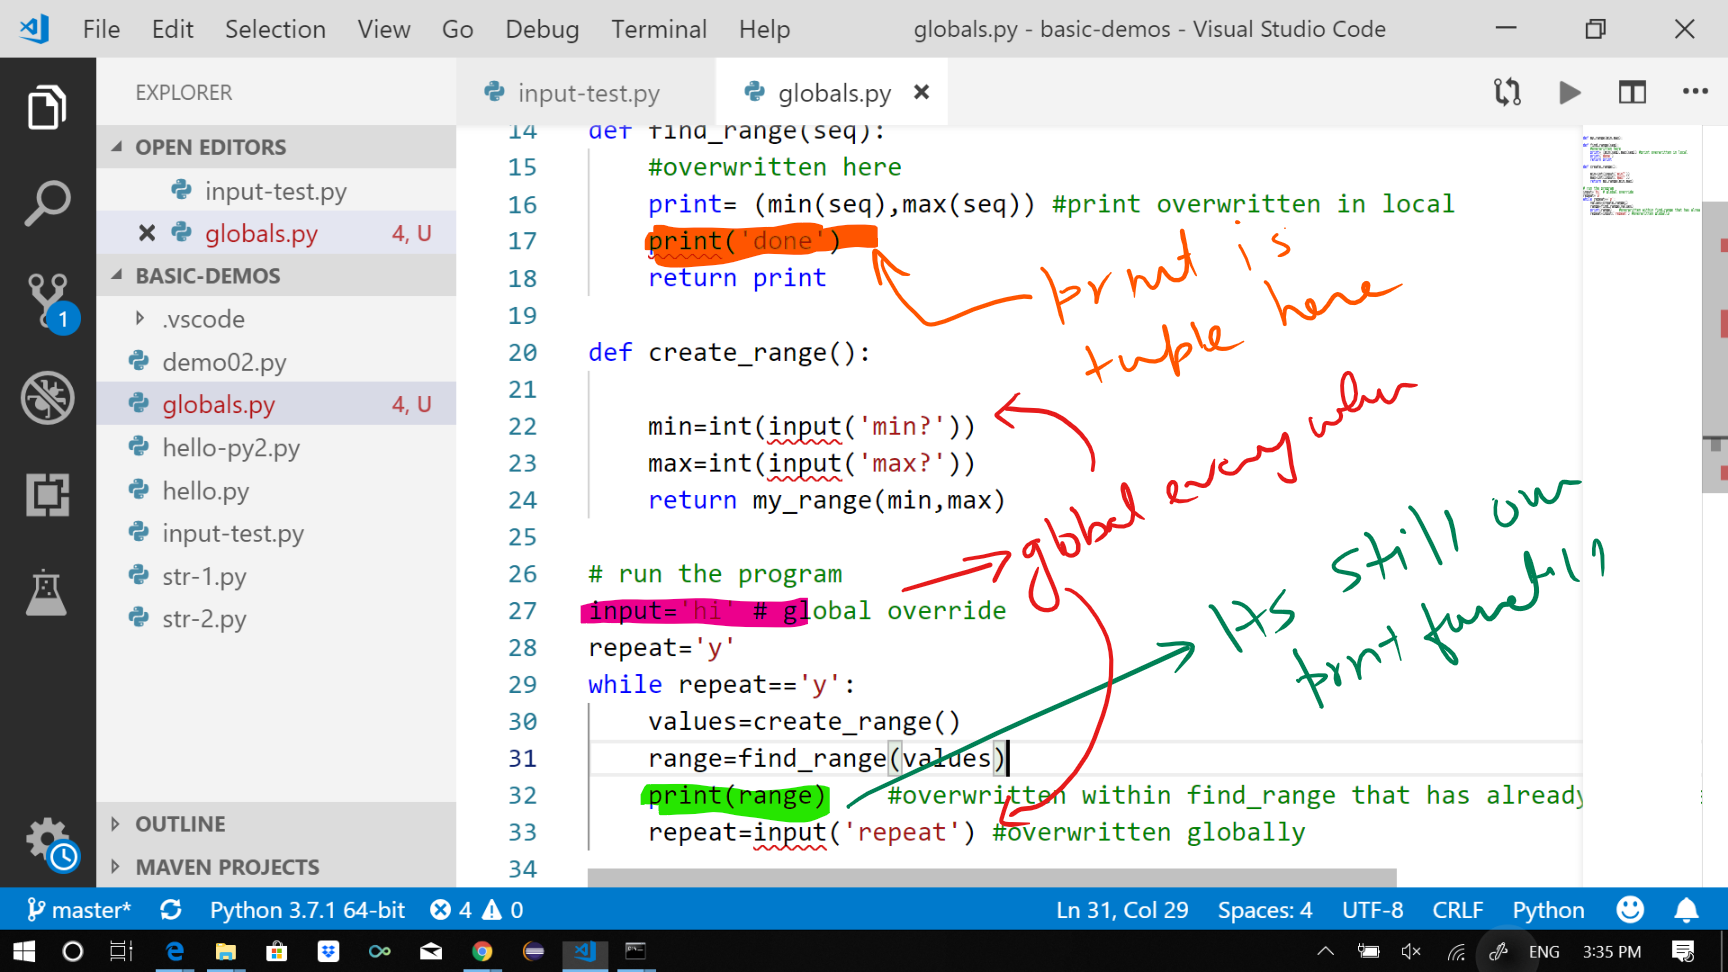 File Edit Selection View Go Debug Terminal Help globals.py - basic-demos - Visual Studio Code
EXPLORER
OPEN EDITORS
input-test.py
globals.py 4, U
BASIC-DEMOS
.vscode
demo02.py
globals.py 4, U
hello-py2.py
hello.py
input-test.py
str-1.py
str-2.py
OUTLINE
MAVEN PROJECTS
1
input-test.py globals.py
14 def find_range(seq):
15 #overwritten here
16 print= (min(seq),max(seq)) #print overwritten in local
17 print('done')
18 return print
19
20 def create_range():
21
22 min=int(input('min?'))
23 max=int(input('max?'))
24 return my_range(min,max)
25
26 # run the program
27 input='hi' # global override
28 repeat='y'
29 while repeat=='y':
30 values=create_range()
31 range=find_range(values)
32 print(range) #overwritten within find_range that has already
33 repeat=input('repeat') #overwritten globally
34
print is
tuple here
global every when
Its still our
print
master* Python 3.7.1 64-bit 4 0 Ln 31, Col 29 Spaces: 4 UTF-8 CRLF Python
ENG 3:35 PM